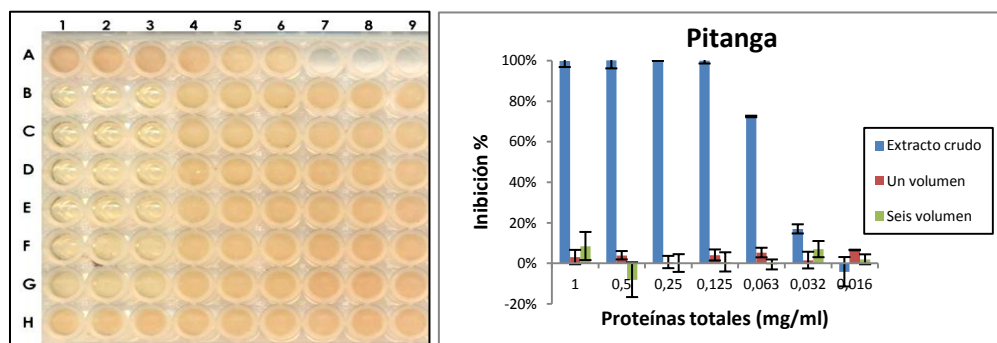 1 2 3 4 5 6 7 8 9
A
B
C
D
E
F
G
H
Pitanga
Inibición %
100%
80%
60%
40%
20%
0%
-20%
1 0,5 0,25 0,125 0,063 0,032 0,016
Proteínas totales (mg/ml)
Extracto crudo
Un volumen
Seis volumen